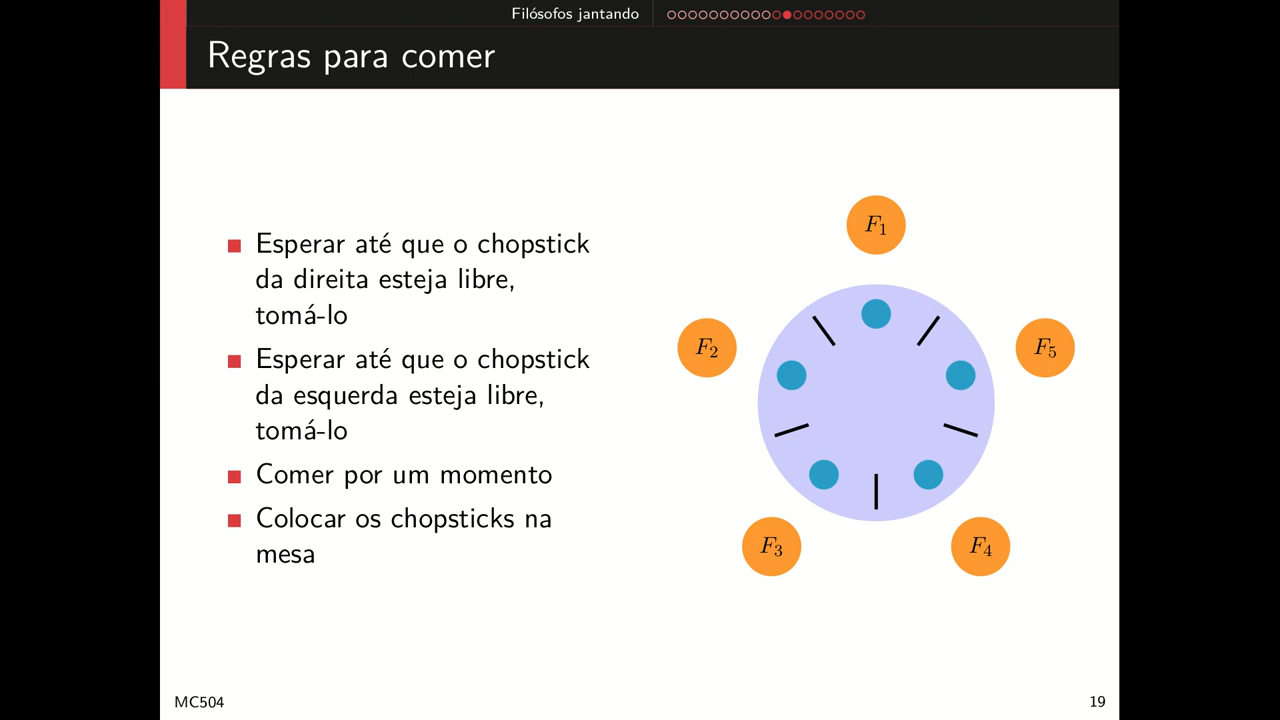 Filósofos jantando
Regras para comer
Esperar até que o chopstick
da direita esteja libre,
tomá-lo
Esperar até que o chopstick
da esquerda esteja libre,
tomá-lo
Comer por um momento
Colocar os chopsticks na
mesa
F1
F2
F5
F3
F4
MC504
19